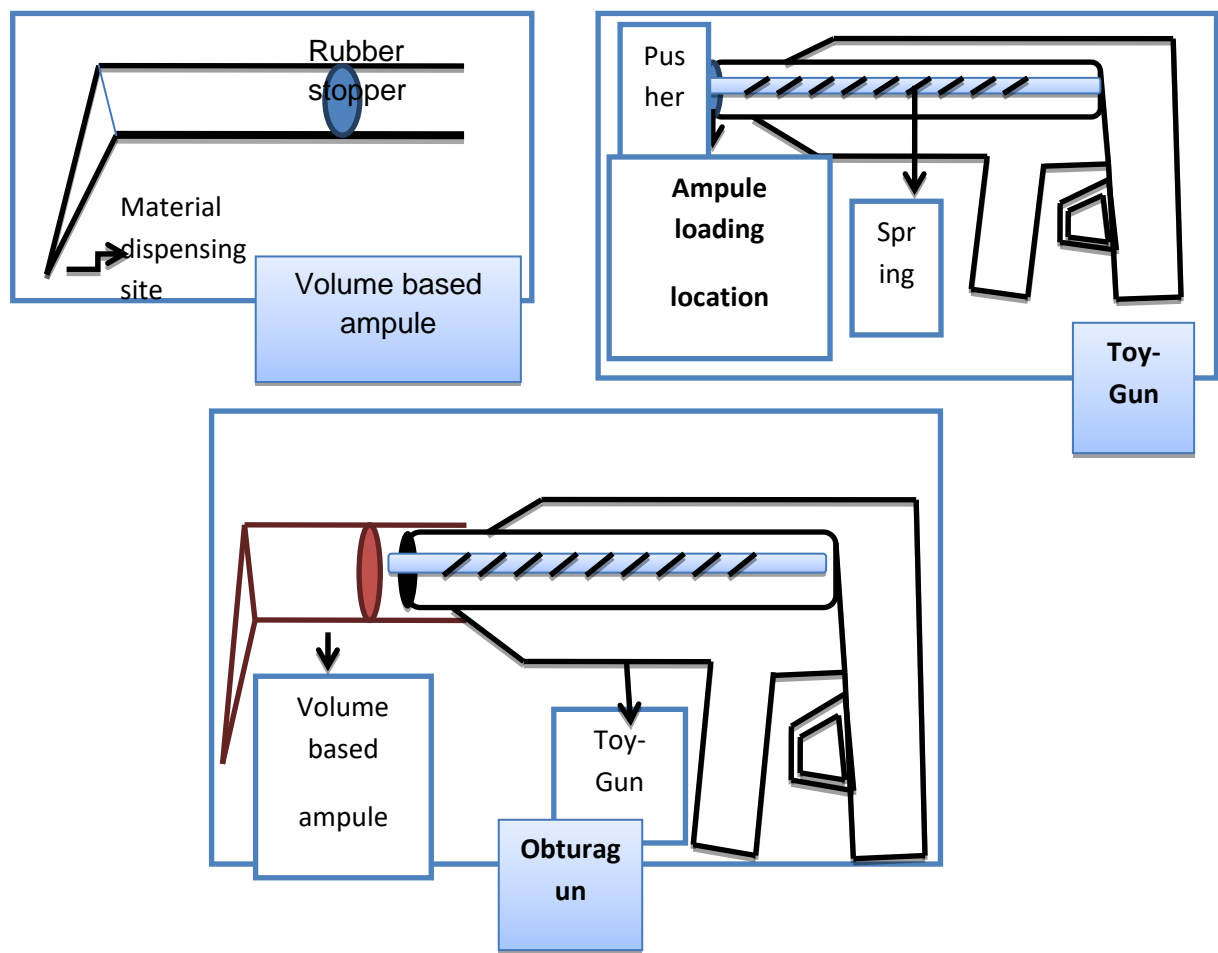 Rubber
stopper
Material
dispensing
site
Volume based
ampule
Pus
her
Ampule
loading
location
Spr
ing
Toy-
Gun
Volume
based
ampule
Toy-
Gun
Obturag
un